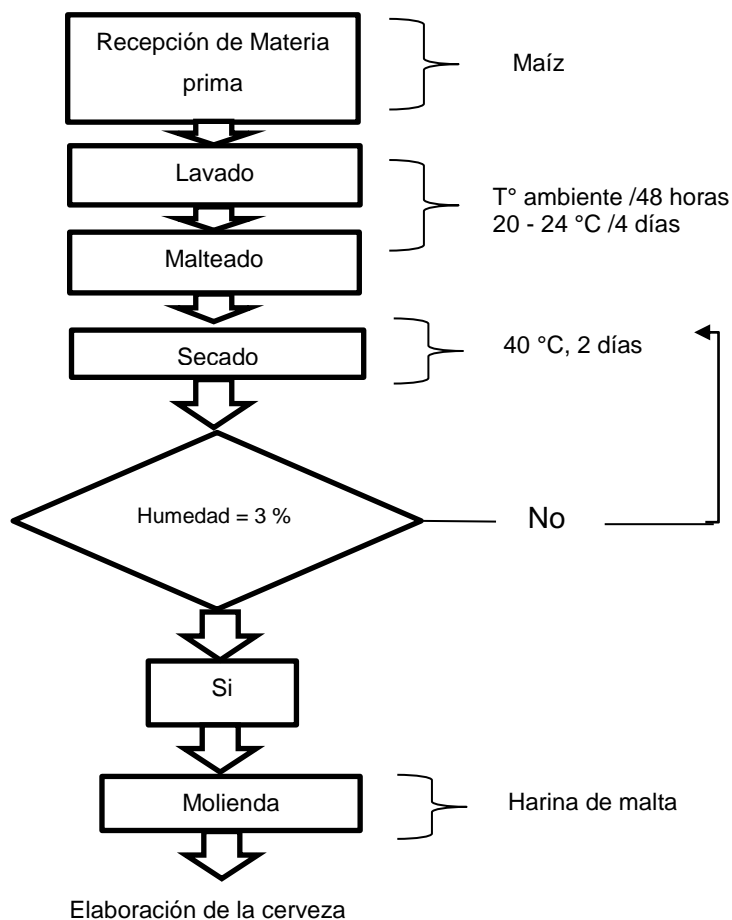 Recepción de Materia
prima
Maíz
Lavado
T° ambiente /48 horas
20 - 24 °C /4 días
Malteado
Secado
40 °C, 2 días
Humedad = 3 %
No
Si
Molienda
Harina de malta
Elaboración de la cerveza